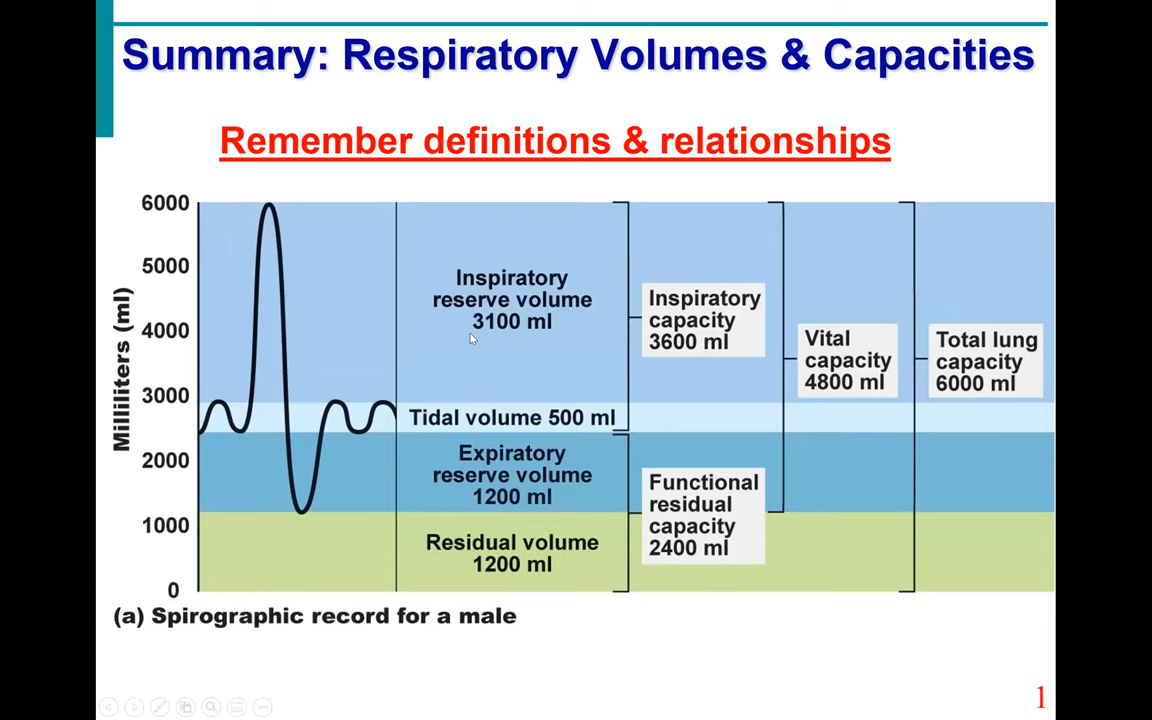 Summary: Respiratory Volumes & Capacities
Remember definitions & relationships
Milliliters (ml)
6000
5000
4000
3000
2000
1000
0
Inspiratory
reserve volume
3100 ml
Tidal volume 500 ml
Expiratory
reserve volume
1200 ml
Residual volume
1200 ml
Inspiratory
capacity
3600 ml
Functional
residual
capacity
2400 ml
Vital
capacity
4800 ml
Total lung
capacity
6000 ml
(a) Spirographic record for a male
1